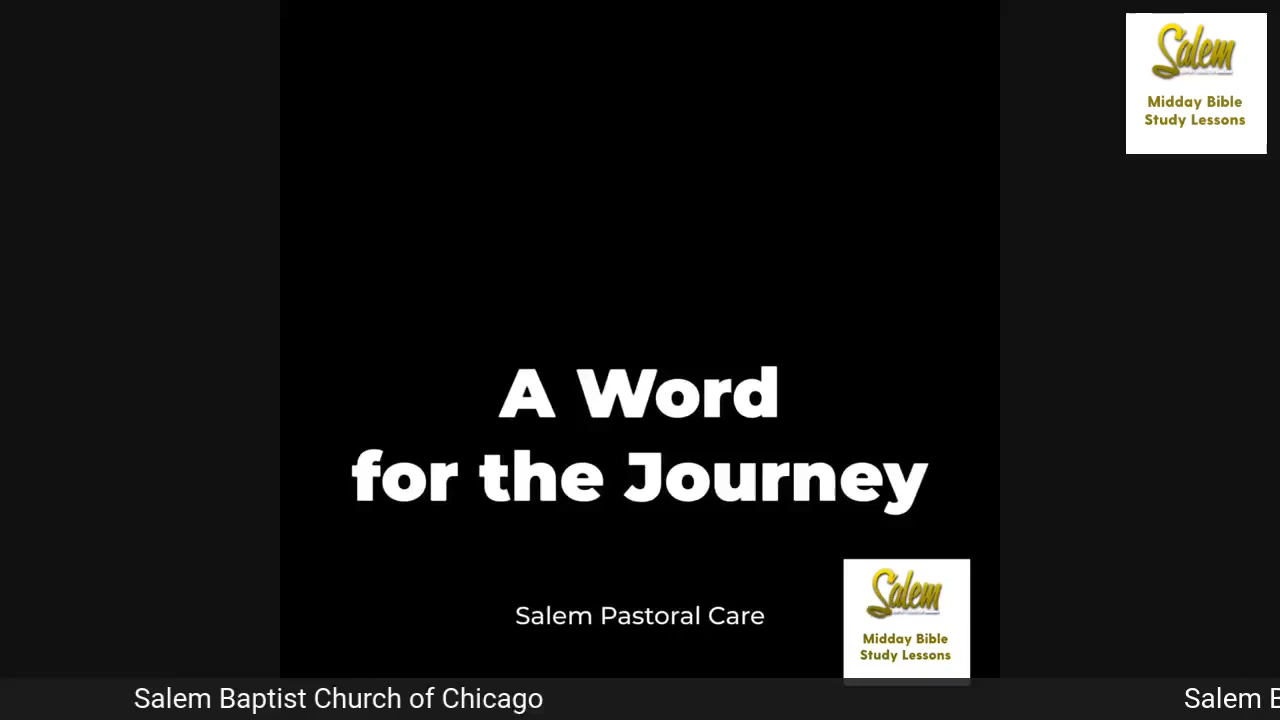 Salem
Midday Bible
Study Lessons
A Word
for the Journey
Salem Pastoral Care
Salem
Midday Bible
Study Lessons
Salem Baptist Church of Chicago
Salem B